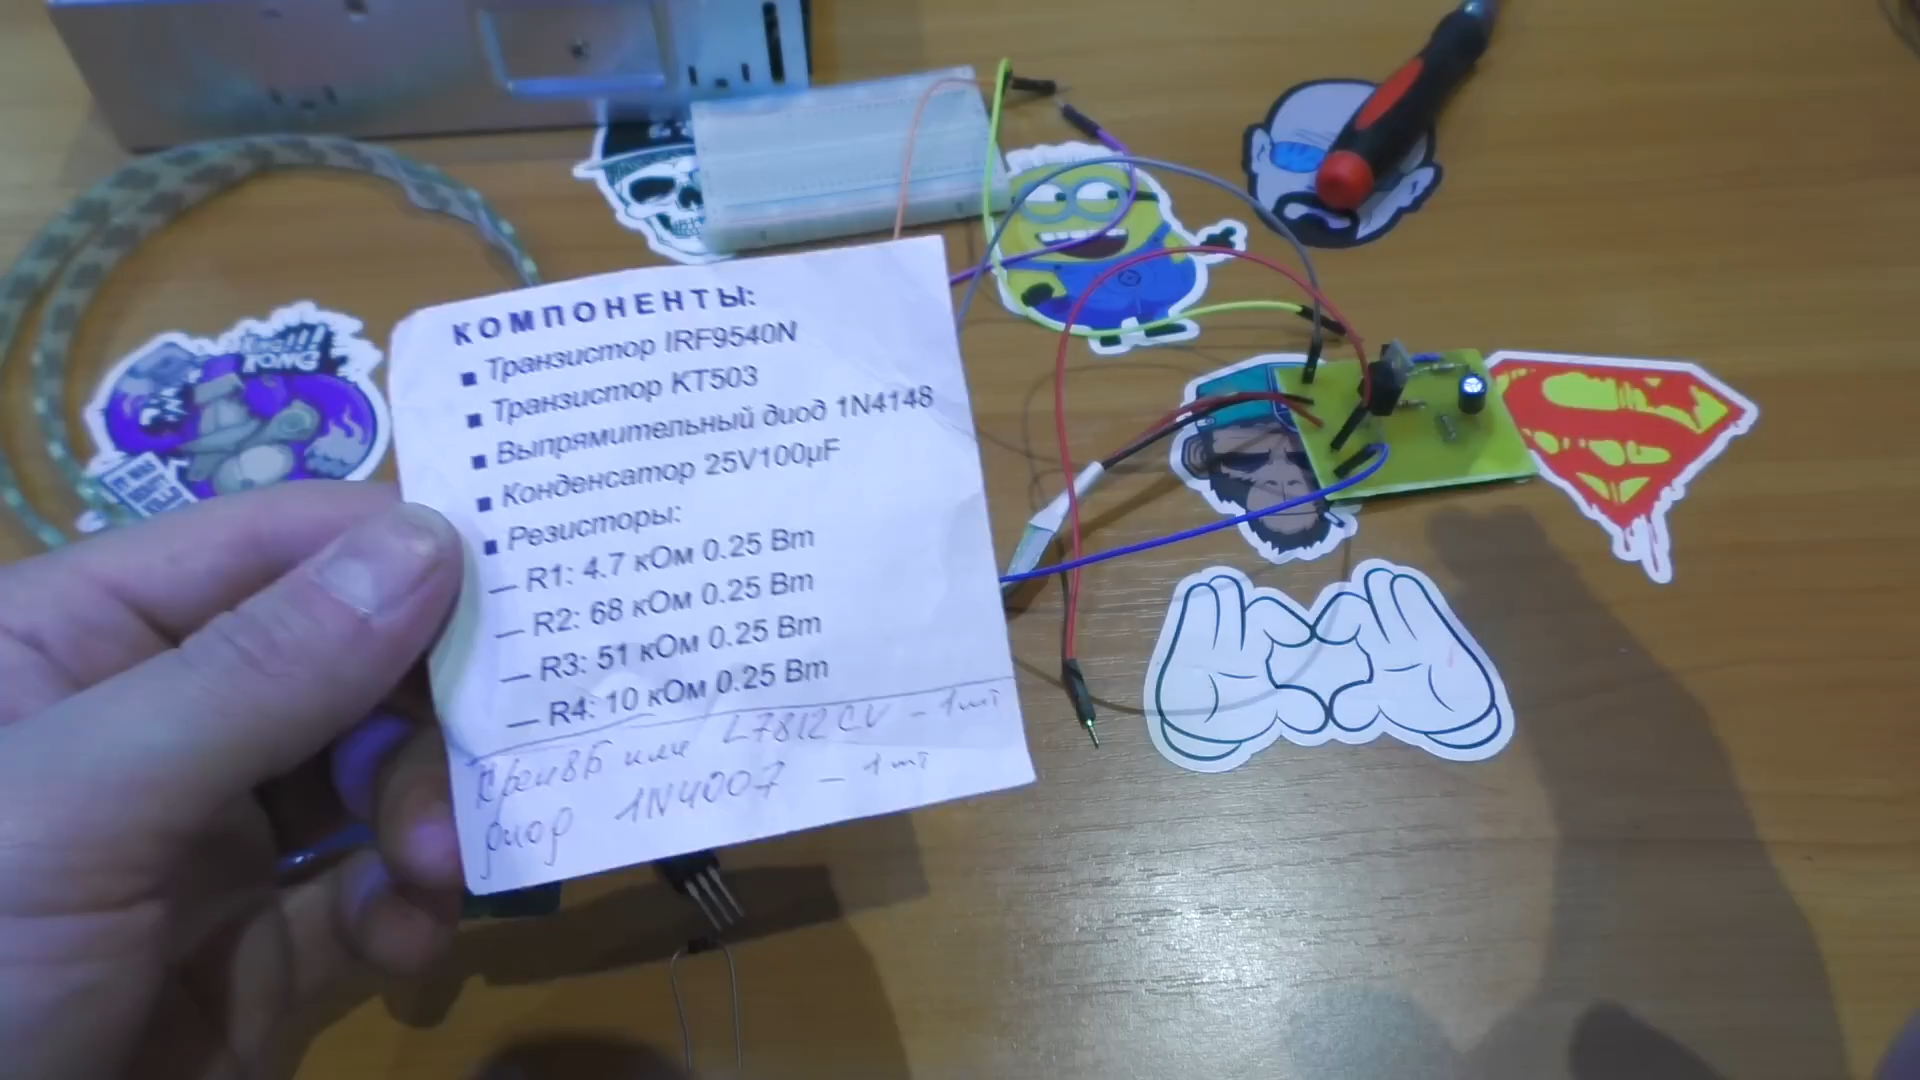 КОМПОНЕНТЫ:
■ Транзистор IRF9540N
■ Транзистор КТ503
■ Выпрямительный диод 1N4148
■ Конденсатор 25V100µF
■ Резисторы:
— R1: 4.7 кОм 0.25 Вт
— R2: 68 кОм 0.25 Вт
— R3: 51 кОм 0.25 Вт
— R4: 10 кОм 0.25 Вт
или L7812CV – 1шт
диод 1N4007 – 1шт